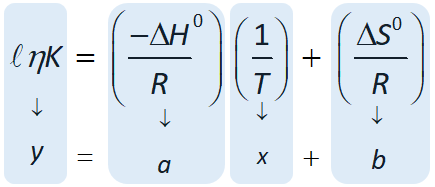 ℓηK = (−ΔH⁰/R) (1/T) + (ΔS⁰/R)
↓ ↓ ↓ ↓
y = a x + b